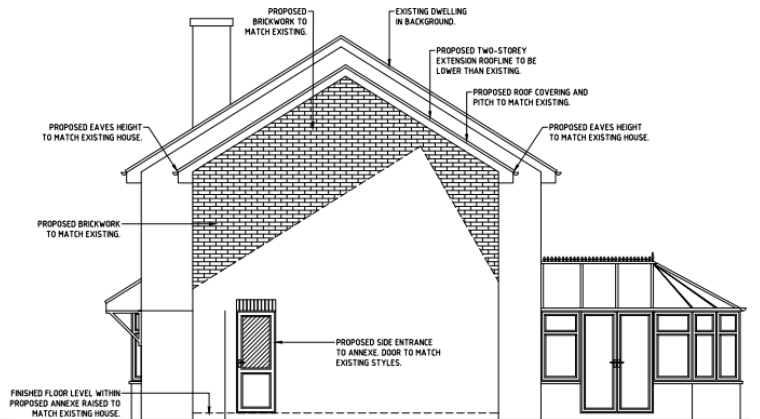 PROPOSED
BRICKWORK TO
MATCH EXISTING.
EXISTING DWELLING
IN BACKGROUND.
PROPOSED TWO-STOREY
EXTENSION ROOFLINE TO BE
LOWER THAN EXISTING.
PROPOSED ROOF COVERING AND
PITCH TO MATCH EXISTING.
PROPOSED EAVES HEIGHT
TO MATCH EXISTING HOUSE.
PROPOSED EAVES HEIGHT
TO MATCH EXISTING HOUSE.
PROPOSED BRICKWORK
TO MATCH EXISTING.
PROPOSED SIDE ENTRANCE
TO ANNEXE. DOOR TO MATCH
EXISTING STYLES.
FINISHED FLOOR LEVEL WITHIN
PROPOSED ANNEXE RAISED TO
MATCH EXISTING HOUSE.